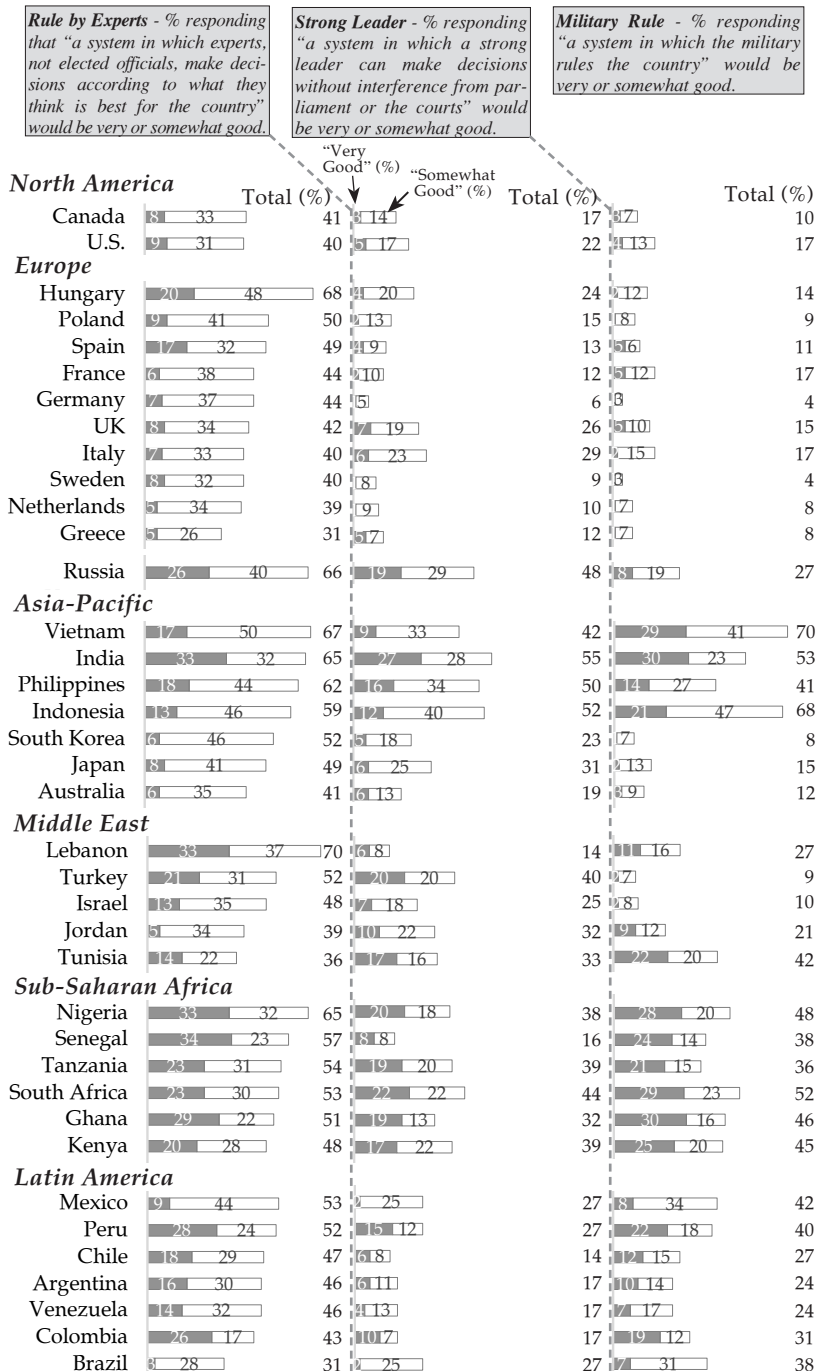 Rule by Experts - % responding
that “a system in which experts,
not elected officials, make deci-
sions according to what they
think is best for the country”
would be very or somewhat good.
Strong Leader - % responding
“a system in which a strong
leader can make decisions
without interference from par-
liament or the courts” would
be very or somewhat good.
Military Rule - % responding
“a system in which the military
rules the country” would be
very or somewhat good.
“Very
Good” (%)
“Somewhat
Good” (%)
North America
Total (%)
Total (%)
Total (%)
Canada 8 33 41 3 14 17 3 7 10
U.S. 9 31 40 5 17 22 4 13 17
Europe
Hungary 20 48 68 4 20 24 2 12 14
Poland 9 41 50 2 13 15 8 9
Spain 17 32 49 4 9 13 5 6 11
France 6 38 44 2 10 12 5 12 17
Germany 7 37 44 5 6 3 4
UK 8 34 42 7 19 26 5 10 15
Italy 7 33 40 6 23 29 2 15 17
Sweden 8 32 40 8 9 3 4
Netherlands 5 34 39 9 10 7 8
Greece 5 26 31 5 7 12 7 8
Russia 26 40 66 19 29 48 8 19 27
Asia-Pacific
Vietnam 17 50 67 9 33 42 29 41 70
India 33 32 65 27 28 55 30 23 53
Philippines 18 44 62 16 34 50 14 27 41
Indonesia 13 46 59 12 40 52 21 47 68
South Korea 6 46 52 5 18 23 7 8
Japan 8 41 49 6 25 31 2 13 15
Australia 6 35 41 6 13 19 3 9 12
Middle East
Lebanon 33 37 70 6 8 14 11 16 27
Turkey 21 31 52 20 20 40 2 7 9
Israel 13 35 48 7 18 25 2 8 10
Jordan 5 34 39 10 22 32 9 12 21
Tunisia 14 22 36 17 16 33 22 20 42
Sub-Saharan Africa
Nigeria 33 32 65 20 18 38 28 20 48
Senegal 34 23 57 8 8 16 24 14 38
Tanzania 23 31 54 19 20 39 21 15 36
South Africa 23 30 53 22 22 44 29 23 52
Ghana 29 22 51 19 13 32 30 16 46
Kenya 20 28 48 17 22 39 25 20 45
Latin America
Mexico 9 44 53 2 25 27 8 34 42
Peru 28 24 52 15 12 27 22 18 40
Chile 18 29 47 6 8 14 12 15 27
Argentina 16 30 46 6 11 17 10 14 24
Venezuela 14 32 46 4 13 17 7 17 24
Colombia 26 17 43 10 7 17 19 12 31
Brazil 3 28 31 2 25 27 7 31 38